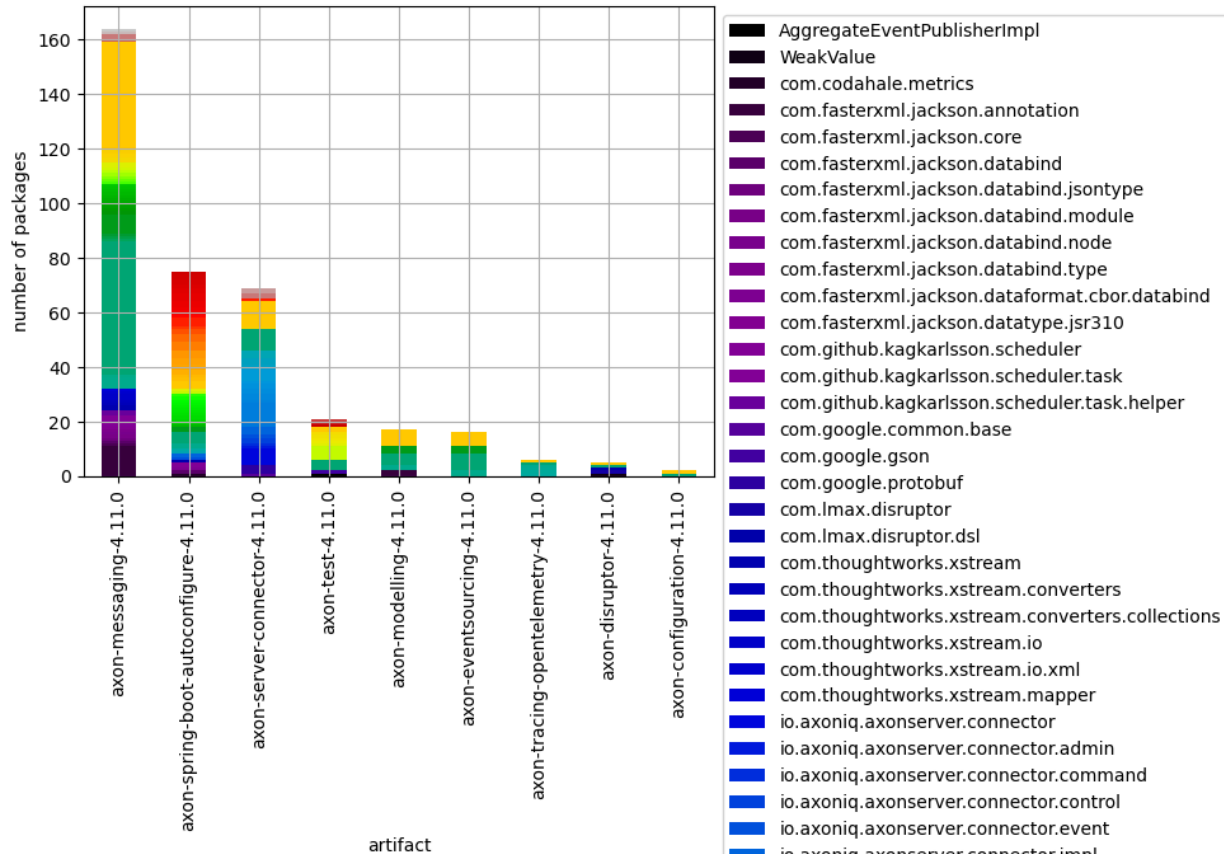 160
140
120
100
80
60
40
20
0
number of packages
axon-messaging-4.11.0
axon-spring-boot-autoconfigure-4.11.0
axon-server-connector-4.11.0
axon-test-4.11.0
axon-modelling-4.11.0
axon-eventsourcing-4.11.0
axon-tracing-opentelemetry-4.11.0
axon-disruptor-4.11.0
axon-configuration-4.11.0
artifact
AggregateEventPublisherImpl
WeakValue
com.codahale.metrics
com.fasterxml.jackson.annotation
com.fasterxml.jackson.core
com.fasterxml.jackson.databind
com.fasterxml.jackson.databind.jsontype
com.fasterxml.jackson.databind.module
com.fasterxml.jackson.databind.node
com.fasterxml.jackson.databind.type
com.fasterxml.jackson.dataformat.cbor.databind
com.fasterxml.jackson.datatype.jsr310
com.github.kagkarlsson.scheduler
com.github.kagkarlsson.scheduler.task
com.github.kagkarlsson.scheduler.task.helper
com.google.common.base
com.google.gson
com.google.protobuf
com.lmax.disruptor
com.lmax.disruptor.dsl
com.thoughtworks.xstream
com.thoughtworks.xstream.converters
com.thoughtworks.xstream.converters.collections
com.thoughtworks.xstream.io
com.thoughtworks.xstream.io.xml
com.thoughtworks.xstream.mapper
io.axoniq.axonserver.connector
io.axoniq.axonserver.connector.admin
io.axoniq.axonserver.connector.command
io.axoniq.axonserver.connector.control
io.axoniq.axonserver.connector.event
io.axoniq.axonserver.connector.impl